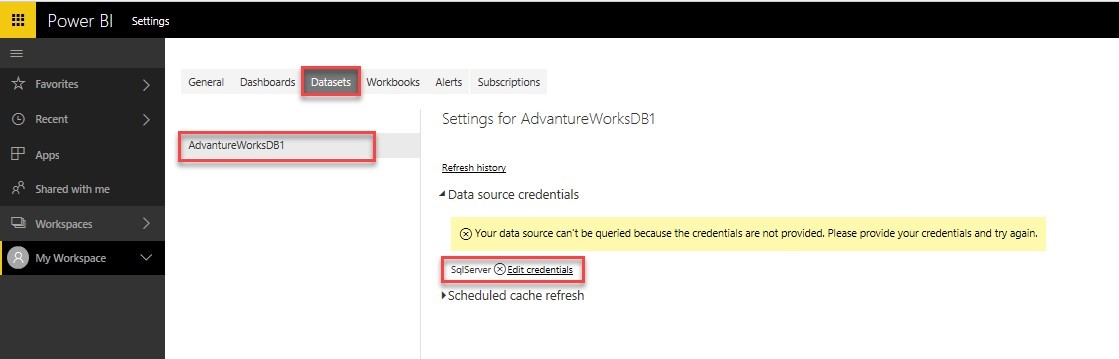 Power BI Settings
Favorites
Recent
Apps
Shared with me
Workspaces
My Workspace
General Dashboards Datasets Workbooks Alerts Subscriptions
AdvantureWorksDB1
Settings for AdvantureWorksDB1
Refresh history
Data source credentials
Your data source can't be queried because the credentials are not provided. Please provide your credentials and try again.
SqlServer Edit credentials
Scheduled cache refresh